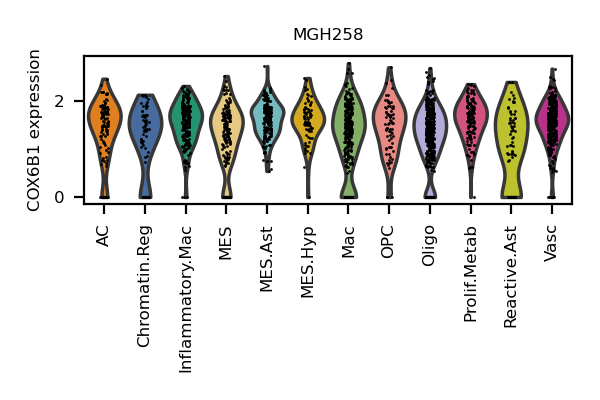 MGH258
COX6B1 expression
2
0
AC
Chromatin.Reg
Inflammatory.Mac
MES
MES.Ast
MES.Hyp
Mac
OPC
Oligo
Prolif.Metab
Reactive.Ast
Vasc